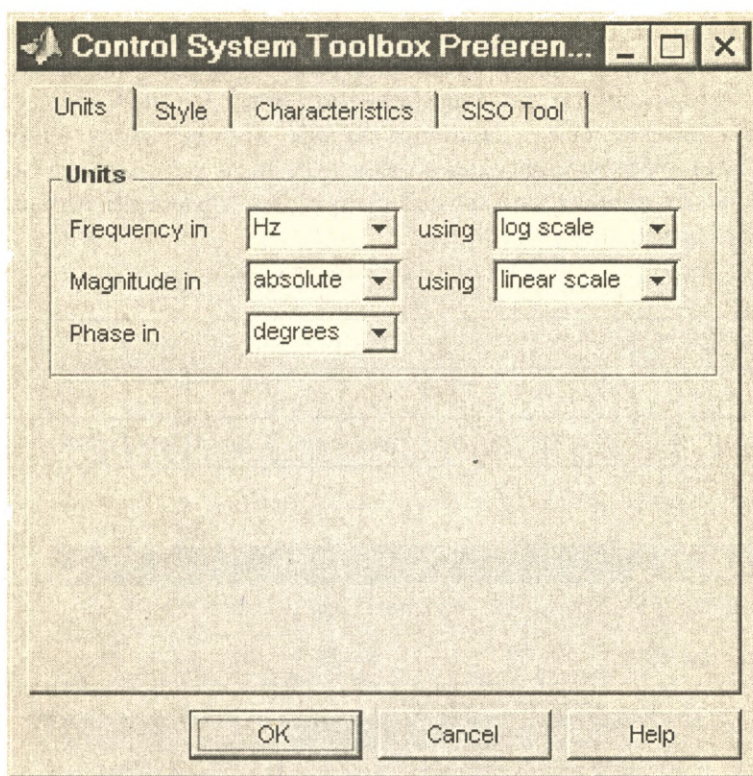 Control System Toolbox Preferen...
Units Style Characteristics SISO Tool
Units
Frequency in Hz using log scale
Magnitude in absolute using linear scale
Phase in degrees
OK Cancel Help